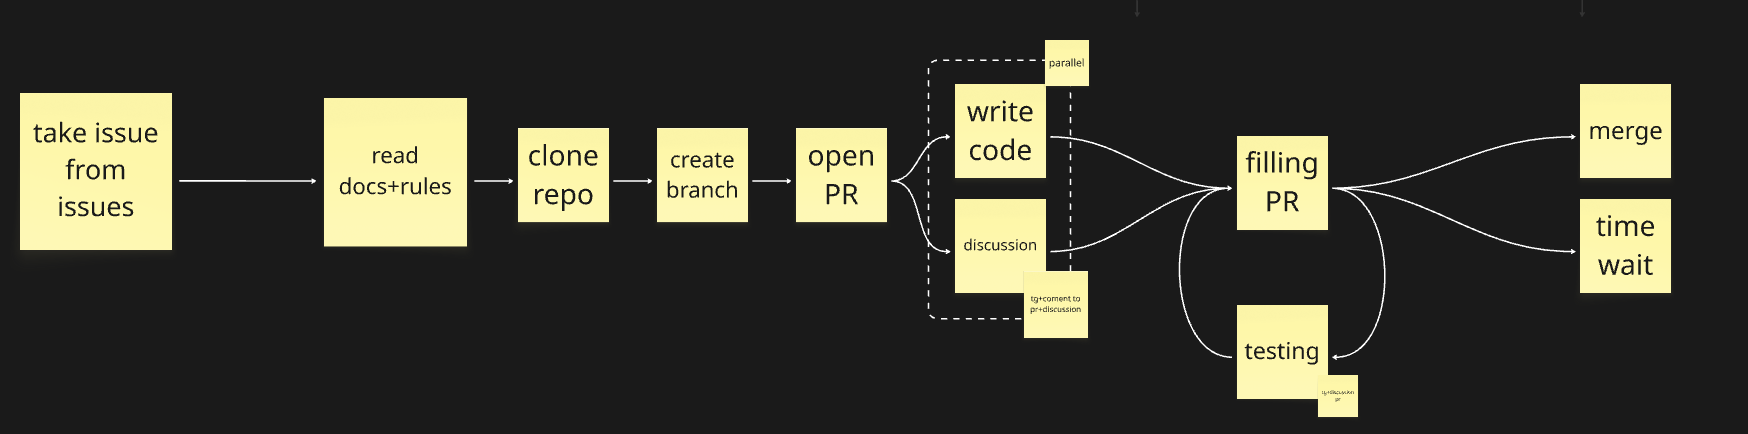 take issue
from
issues
read
docs+rules
clone
repo
create
branch
open
PR
parallel
write
code
discussion
tg+coment to
pr+discussion
filling
PR
testing
tg+discussion
pr
merge
time
wait